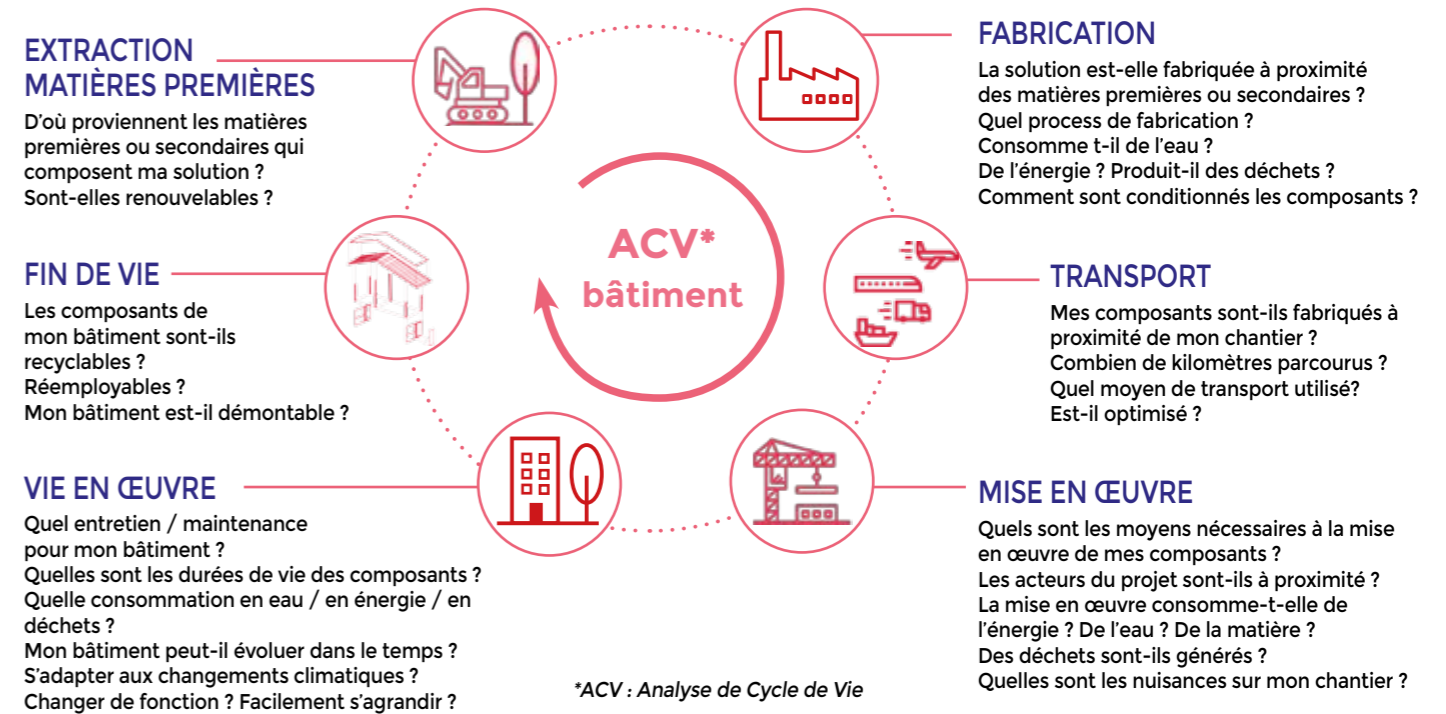 EXTRACTION
MATIÈRES PREMIÈRES
D’où proviennent les matières
premières ou secondaires qui
composent ma solution ?
Sont-elles renouvelables ?
FABRICATION
La solution est-elle fabriquée à proximité
des matières premières ou secondaires ?
Quel process de fabrication ?
Consomme t-il de l’eau ?
De l’énergie ? Produit-il des déchets ?
Comment sont conditionnés les composants ?
ACV*
bâtiment
FIN DE VIE
Les composants de
mon bâtiment sont-ils
recyclables ?
Réemployables ?
Mon bâtiment est-il démontable ?
TRANSPORT
Mes composants sont-ils fabriqués à
proximité de mon chantier ?
Combien de kilomètres parcourus ?
Quel moyen de transport utilisé?
Est-il optimisé ?
VIE EN ŒUVRE
Quel entretien / maintenance
pour mon bâtiment ?
Quelles sont les durées de vie des composants ?
Quelle consommation en eau / en énergie / en
déchets ?
Mon bâtiment peut-il évoluer dans le temps ?
S’adapter aux changements climatiques ?
Changer de fonction ? Facilement s’agrandir ?
MISE EN ŒUVRE
Quels sont les moyens nécessaires à la mise
en œuvre de mes composants ?
Les acteurs du projet sont-ils à proximité ?
La mise en œuvre consomme-t-elle de
l’énergie ? De l’eau ? De la matière ?
Des déchets sont-ils générés ?
Quelles sont les nuisances sur mon chantier ?
*ACV : Analyse de Cycle de Vie